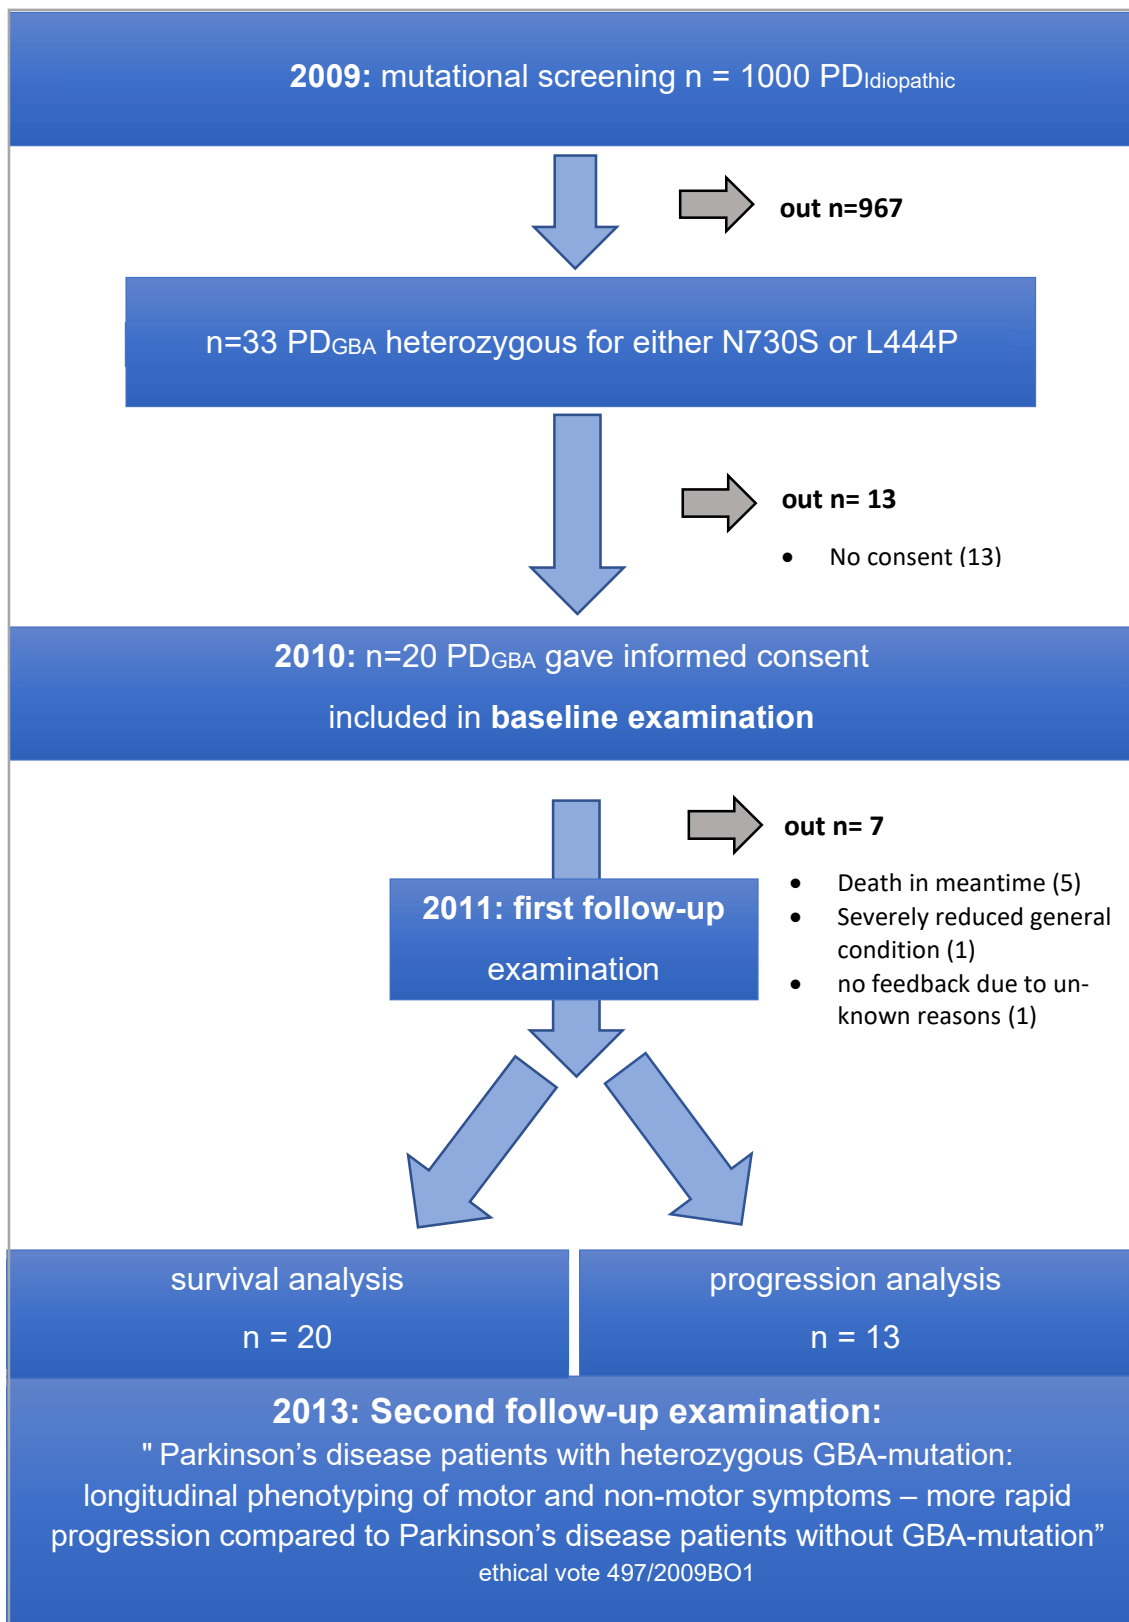 2009: mutational screening n = 1000 PDIdiopathic
out n=967
n=33 PDGBA heterozygous for either N730S or L444P
out n= 13
• No consent (13)
2010: n=20 PDGBA gave informed consent
included in baseline examination
out n= 7
• Death in meantime (5)
• Severely reduced general
condition (1)
• no feedback due to un-
known reasons (1)
2011: first follow-up
examination
survival analysis
n = 20
progression analysis
n = 13
2013: Second follow-up examination:
" Parkinson’s disease patients with heterozygous GBA-mutation:
longitudinal phenotyping of motor and non-motor symptoms – more rapid
progression compared to Parkinson’s disease patients without GBA-mutation”
ethical vote 497/2009BO1